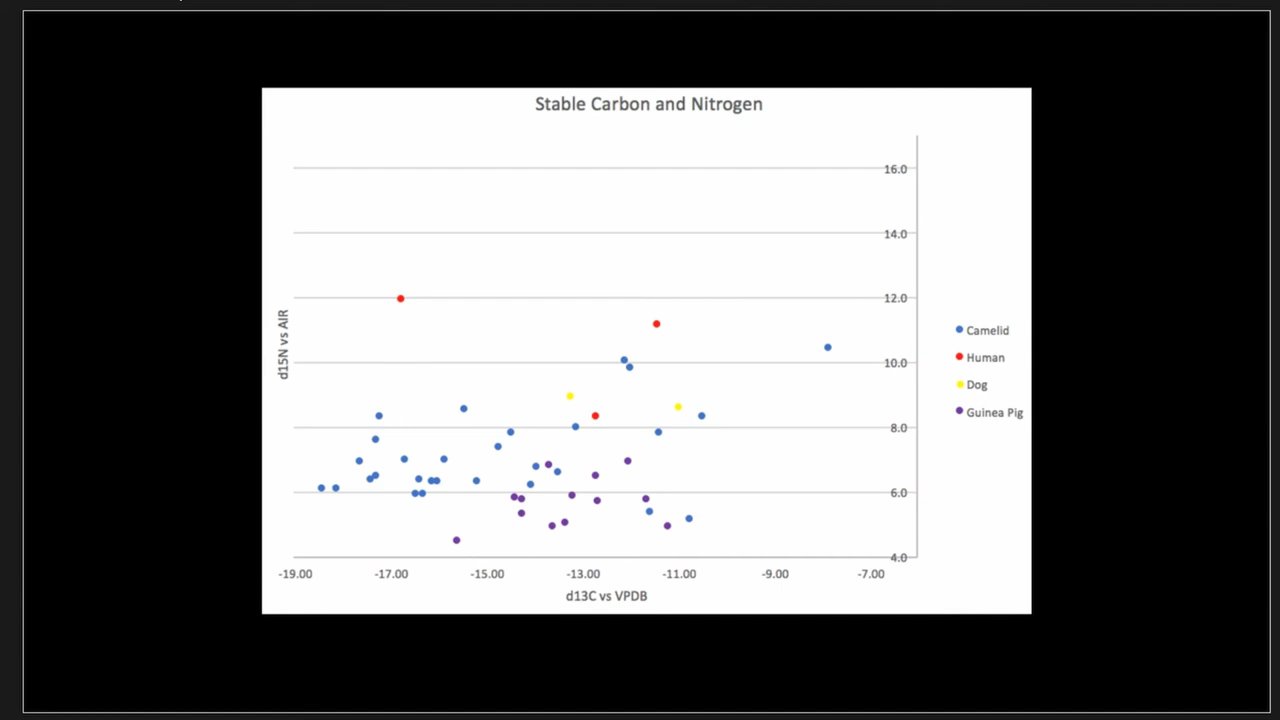 Stable Carbon and Nitrogen
16.0
14.0
12.0
10.0
8.0
6.0
4.0
d15N vs AIR
-19.00 -17.00 -15.00 -13.00 -11.00 -9.00 -7.00
d13C vs VPDB
Camelid
Human
Dog
Guinea Pig